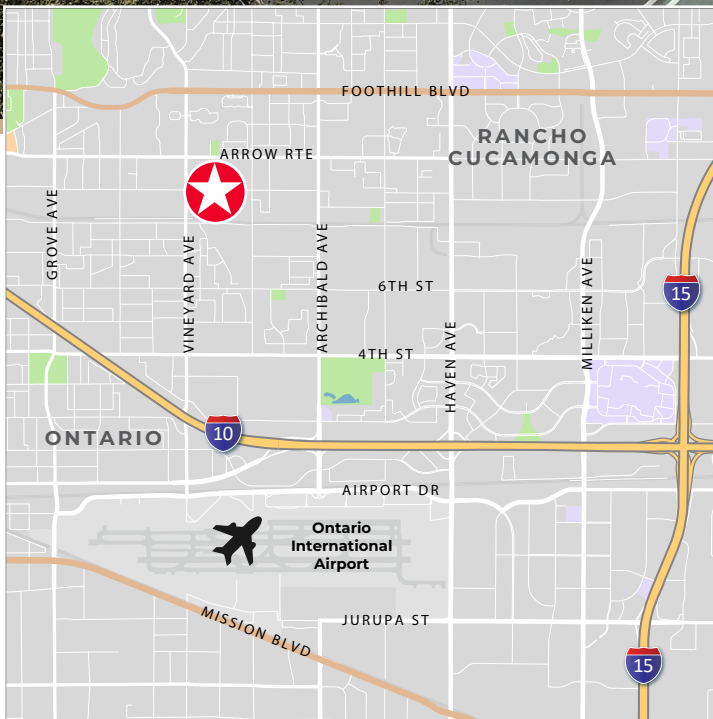 FOOTHILL BLVD
RANCHO
CUCAMONGA
ARROW RTE
GROVE AVE
VINEYARD AVE
ARCHIBALD AVE
6TH ST
MILLIKEN AVE
15
HAVEN AVE
4TH ST
ONTARIO
10
AIRPORT DR
Ontario
International
Airport
MISSION BLVD
JURUPA ST
15